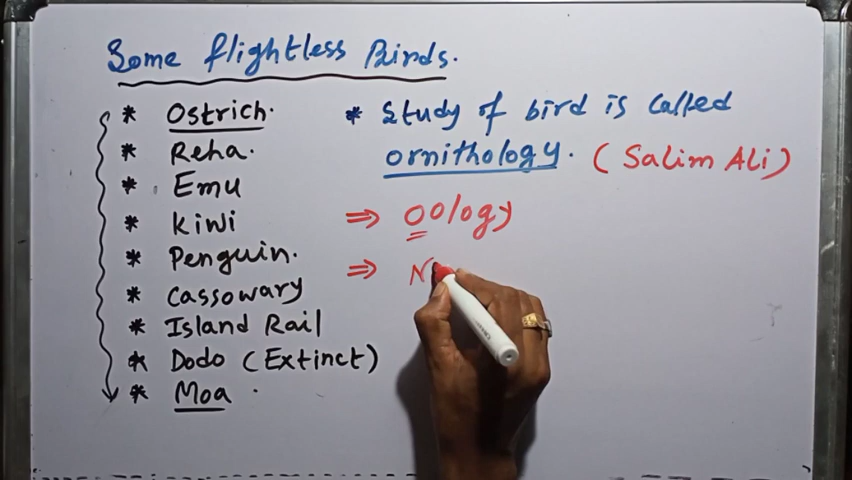 Some flightless Birds.
* Ostrich.
* Reha.
* Emu
* Kiwi
* Penguin.
* Cassowary
* Island Rail
* Dodo (Extinct)
* Moa .
* Study of bird is called
ornithology. (Salim Ali)
⇒ Oology
⇒ N